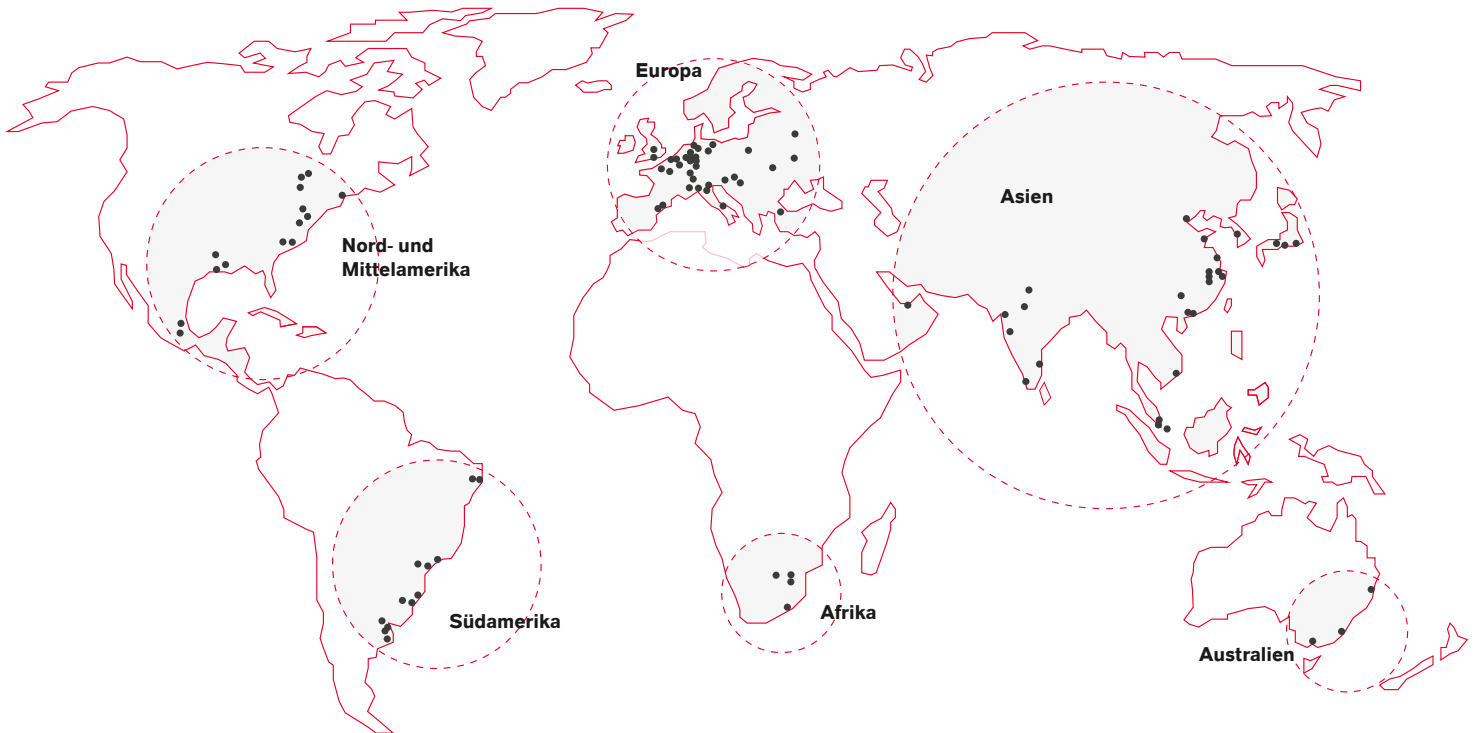 Europa
Asien
Nord- und
Mittelamerika
Südamerika
Afrika
Australien